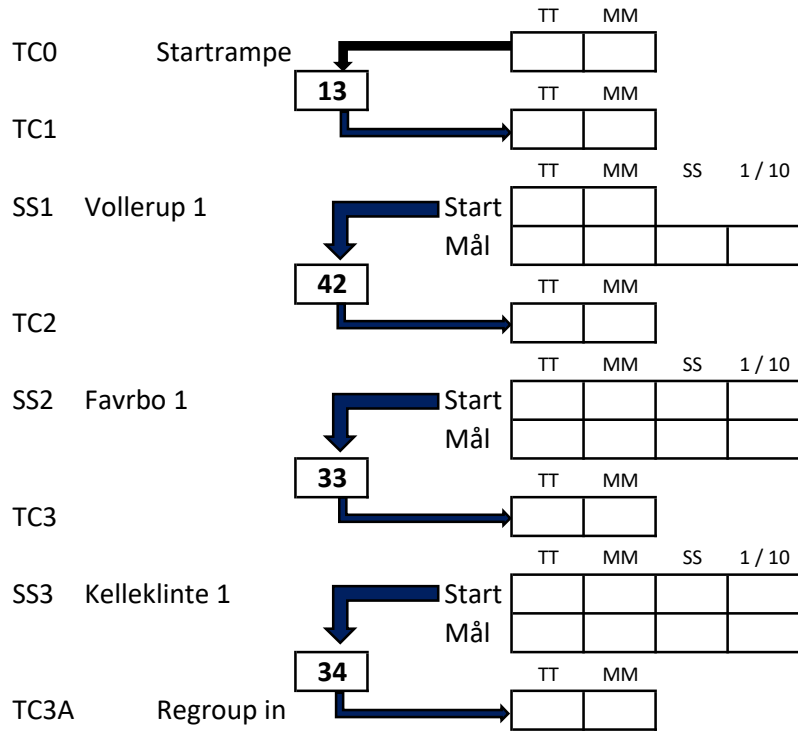 TT MM
TC0 Startrampe
13
TT MM
TC1
TT MM SS 1 / 10
SS1 Vollerup 1 Start
Mål
42
TT MM
TC2
TT MM SS 1 / 10
SS2 Favrbo 1 Start
Mål
33
TT MM
TC3
TT MM SS 1 / 10
SS3 Kelleklinte 1 Start
Mål
34
TT MM
TC3A Regroup in